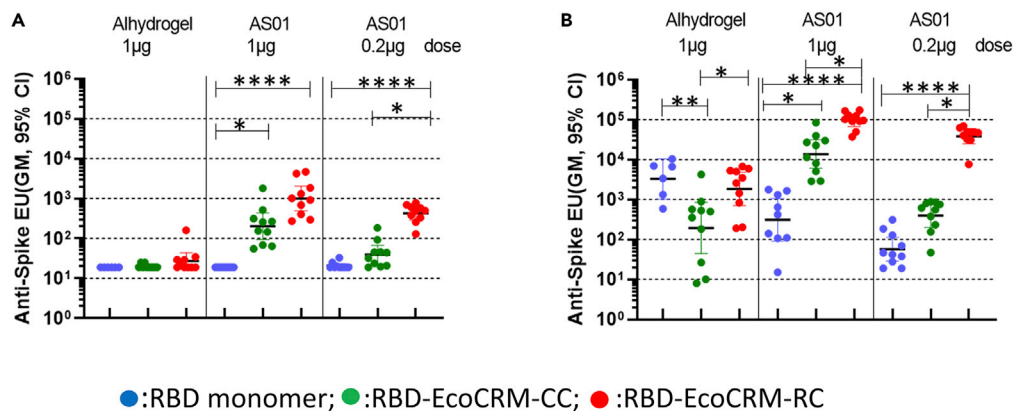 A
Alhydrogel AS01 AS01
1µg 1µg 0.2µg dose
Anti-Spike EU(GM, 95% CI)
10⁶
10⁵
10⁴
10³
10²
10¹
10⁰
**** ****
* *
B
Alhydrogel AS01 AS01
1µg 1µg 0.2µg dose
Anti-Spike EU(GM, 95% CI)
10⁶
10⁵
10⁴
10³
10²
10¹
10⁰
* * ****
** **** *
*
:RBD monomer; :RBD-EcoCRM-CC; :RBD-EcoCRM-RC